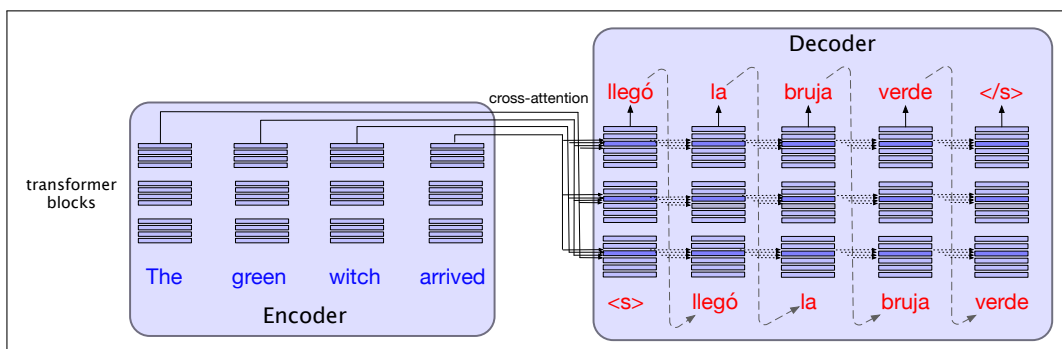 Decoder
llegó la bruja verde </s>
cross-attention
transformer
blocks
The green witch arrived
Encoder
<s> llegó la bruja verde